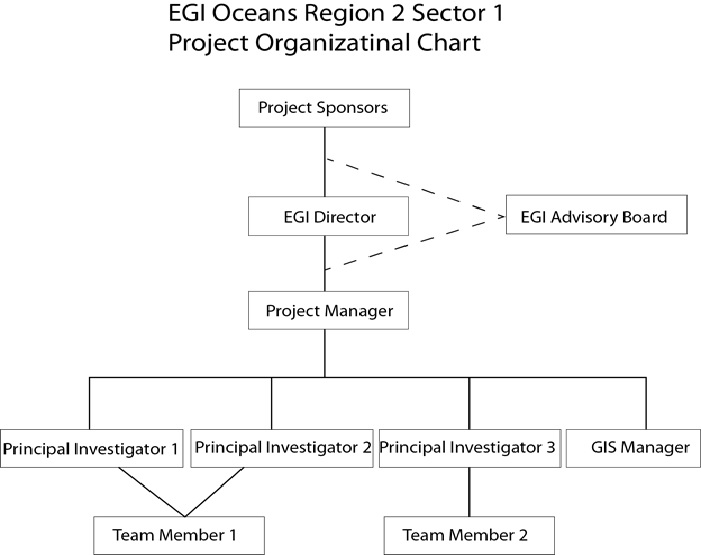 EGI Oceans Region 2 Sector 1
Project Organizatinal Chart
Project Sponsors
EGI Director
EGI Advisory Board
Project Manager
Principal Investigator 1
Principal Investigator 2
Principal Investigator 3
GIS Manager
Team Member 1
Team Member 2